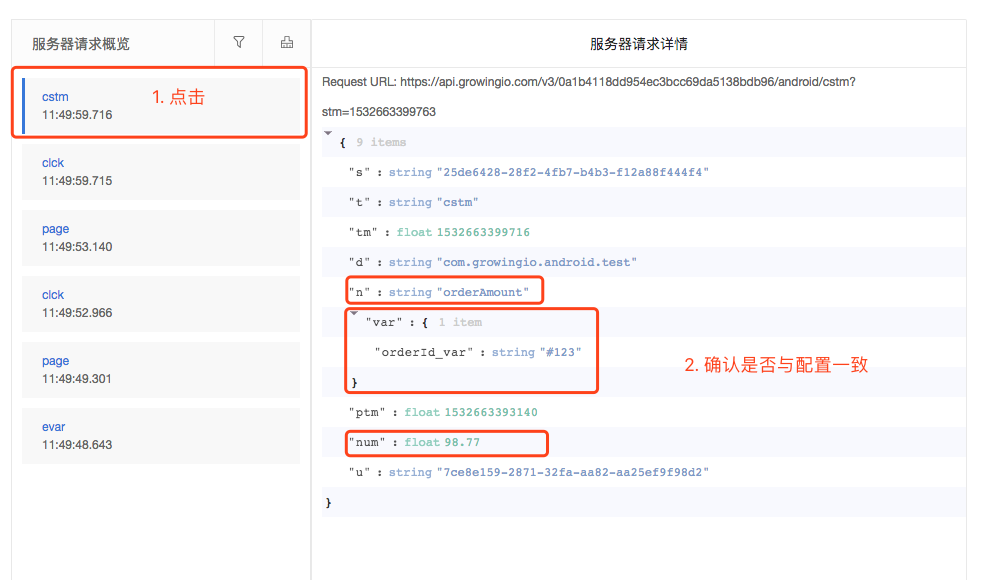 服务器请求概览
服务器请求详情
cstm
11:49:59.716
1. 点击
clck
11:49:59.715
page
11:49:53.140
clck
11:49:52.966
page
11:49:49.301
evar
11:49:48.643
Request URL: https://api.growingio.com/v3/0a1b4118dd954ec3bcc69da5138bdb96/android/cstm?
stm=1532663399763
{ 9 items
"s" : string "25de6428-28f2-4fb7-b4b3-f12a88f444f4"
"t" : string "cstm"
"tm" : float 1532663399716
"d" : string "com.growingio.android.test"
"n" : string "orderAmount"
"var" : { 1 item
"orderId_var" : string "#123"
}
2. 确认是否与配置一致
"ptm" : float 1532663393140
"num" : float 98.77
"u" : string "7ce8e159-2871-32fa-aa82-aa25ef9f98d2"
}